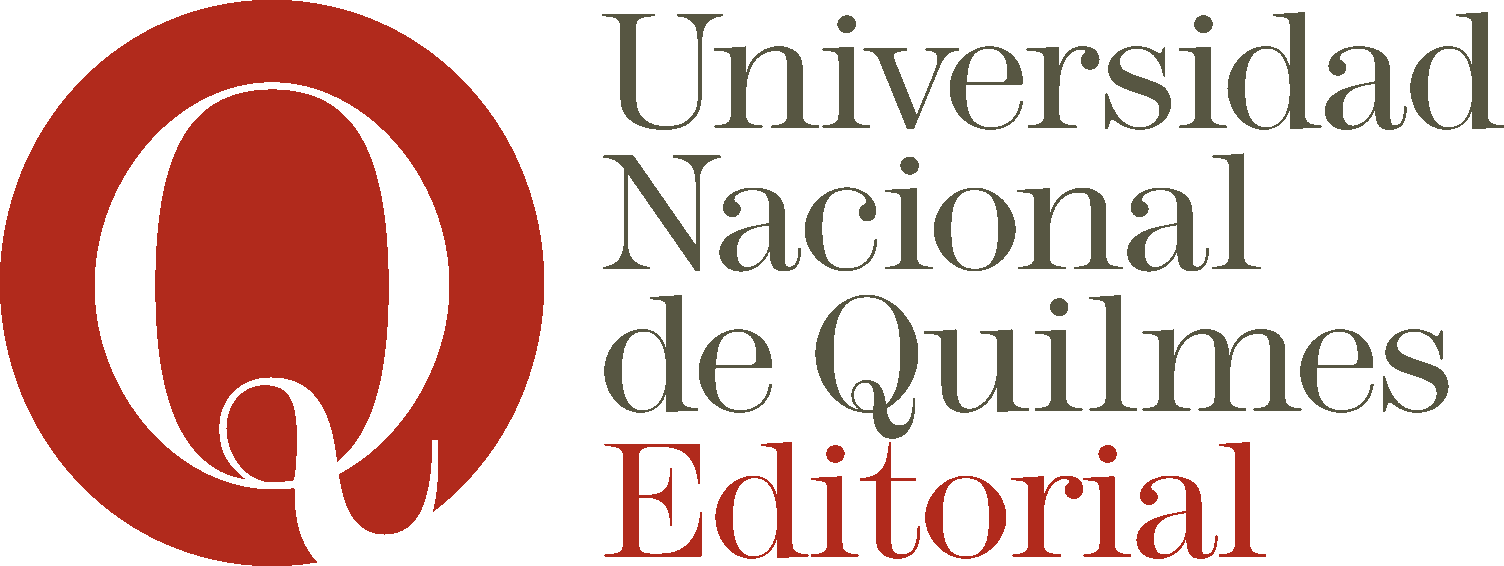 Q
Universidad
Nacional
de Quilmes
Editorial